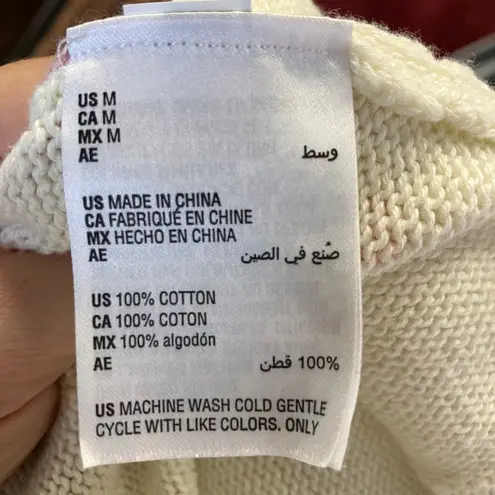 US M
CA M
MX M
AE وسط
US MADE IN CHINA
CA FABRIQUÉ EN CHINE
MX HECHO EN CHINA
AE صُنع في الصين
US 100% COTTON
CA 100% COTON
MX 100% algodón
AE 100% قطن
US MACHINE WASH COLD GENTLE
CYCLE WITH LIKE COLORS. ONLY